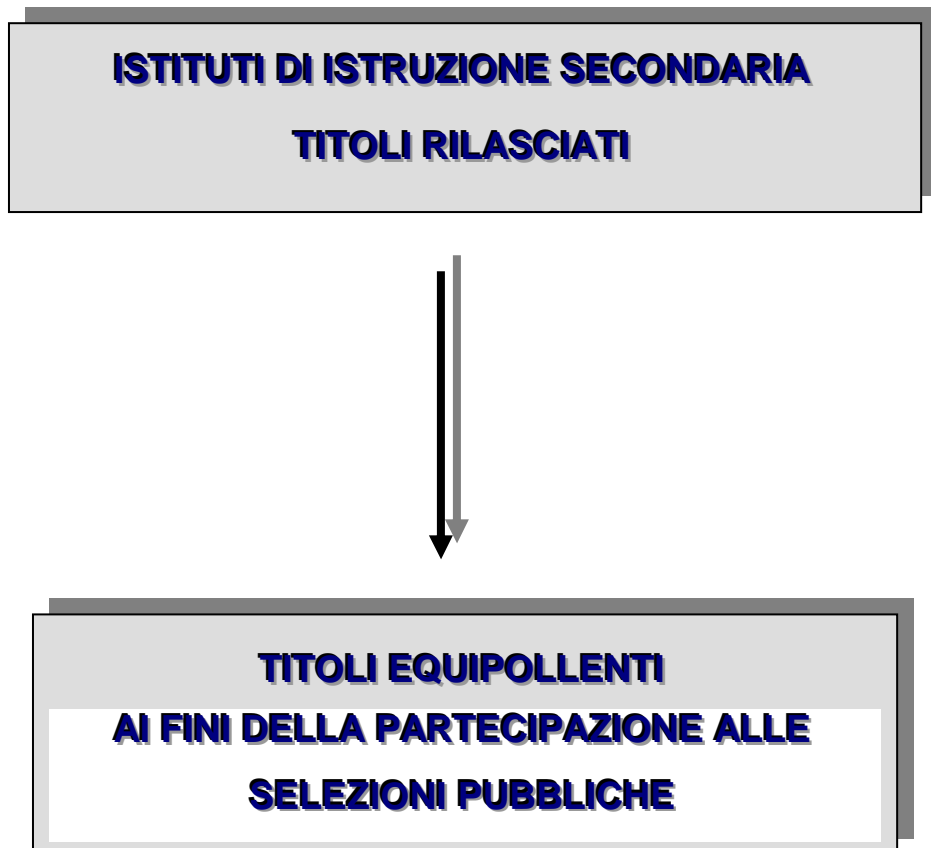 ISTITUTI DI ISTRUZIONE SECONDARIA
TITOLI RILASCIATI
TITOLI EQUIPOLLENTI
AI FINI DELLA PARTECIPAZIONE ALLE
SELEZIONI PUBBLICHE